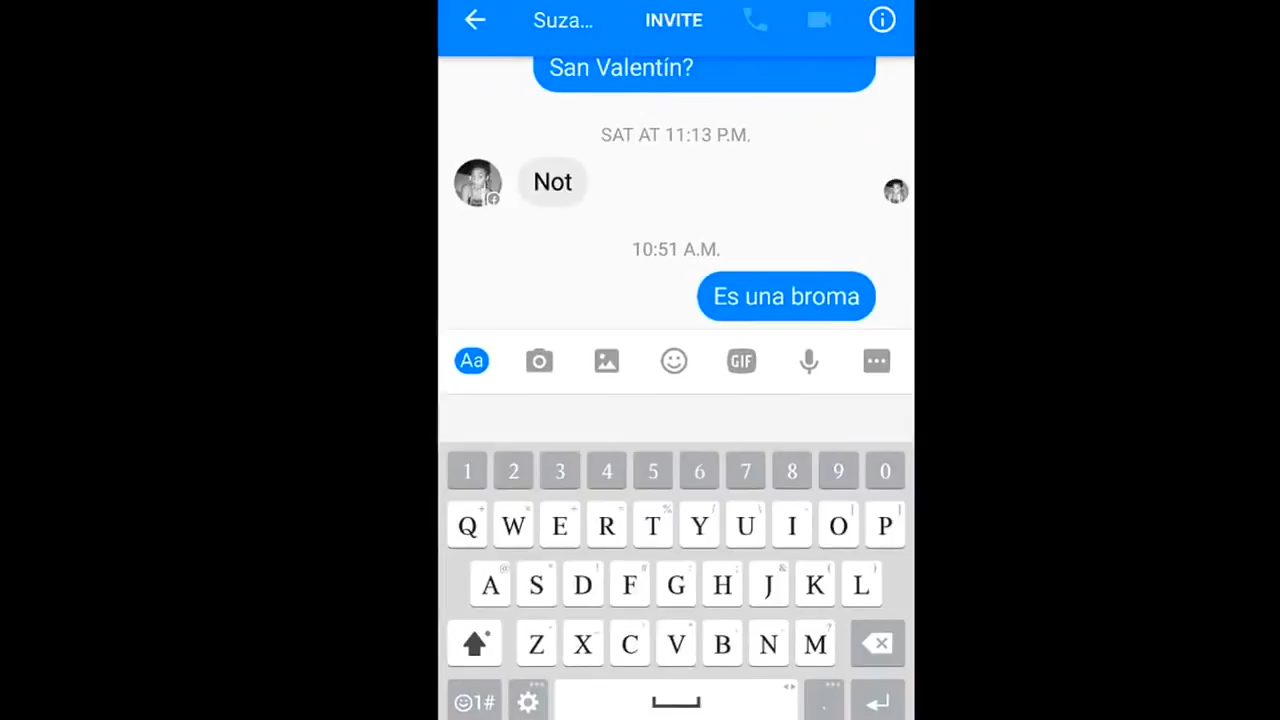 Suza... INVITE
San Valentín?
SAT AT 11:13 P.M.
Not
10:51 A.M.
Es una broma
Aa GIF
1 2 3 4 5 6 7 8 9 0
Q W E R T Y U I O P
A S D F G H J K L
Z X C V B N M
1#